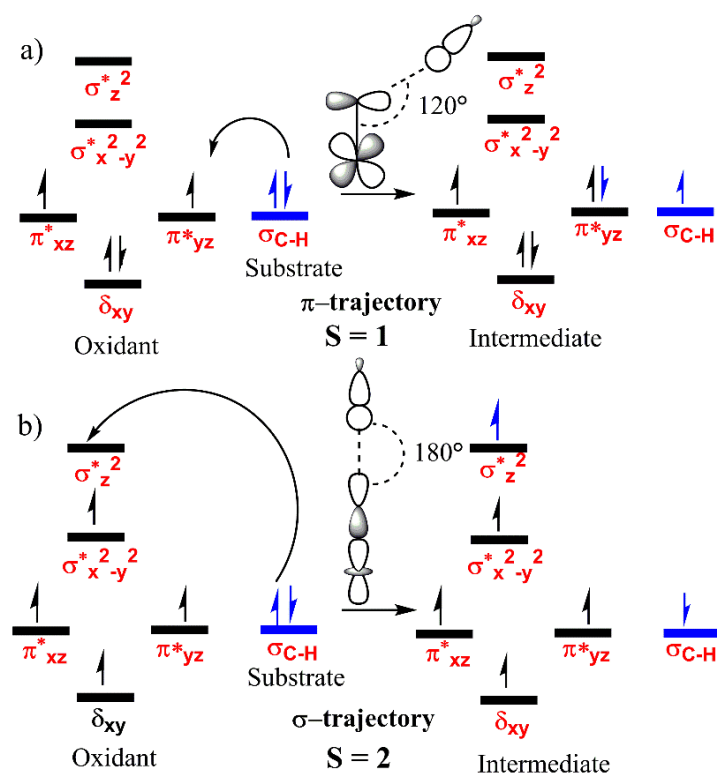 a)
σ*z²
σ*z²
120°
σ*x²-y²
σ*x²-y²
π*xz
π*yz
σC-H
π*xz
π*yz
σC-H
Substrate
δxy
δxy
π–trajectory
Oxidant
S = 1
Intermediate
b)
σ*z²
180°
σ*z²
σ*x²-y²
σ*x²-y²
π*xz
π*yz
σC-H
π*xz
π*yz
σC-H
Substrate
δxy
σ–trajectory
δxy
Oxidant
S = 2
Intermediate